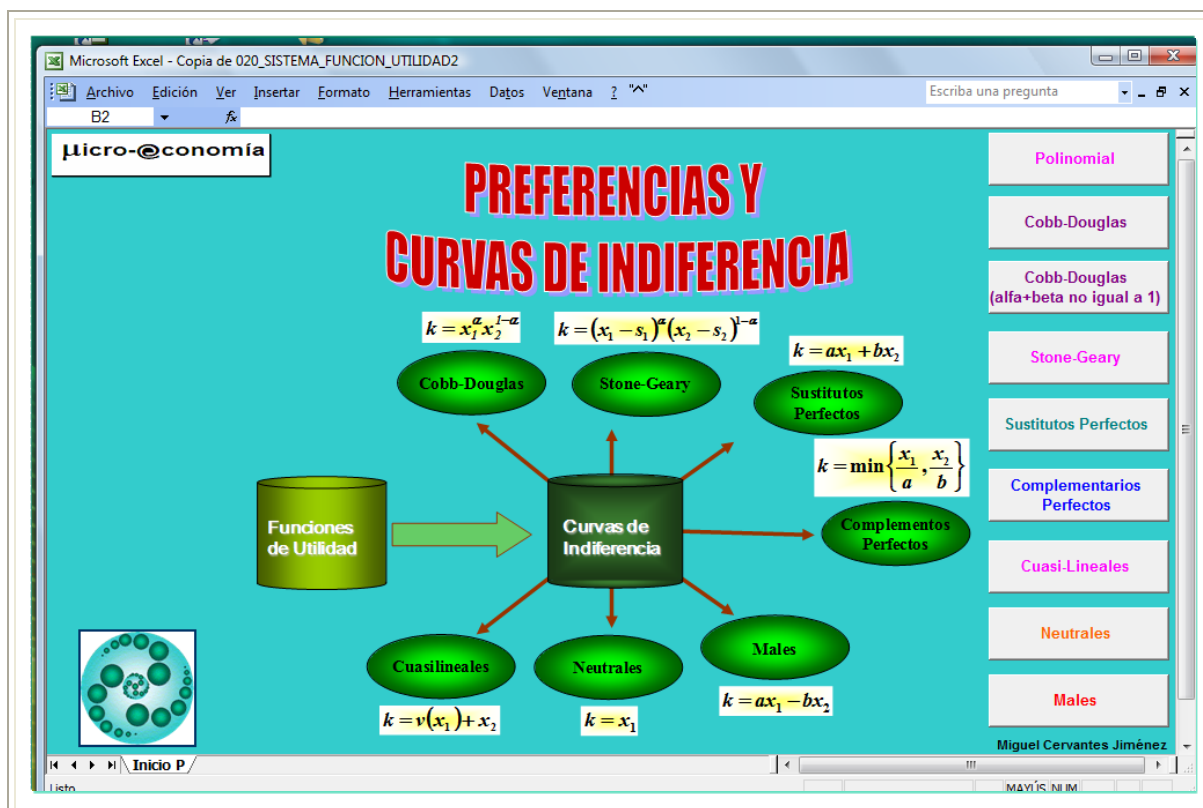 Microsoft Excel - Copia de 020_SISTEMA_FUNCION_UTILIDAD2
Archivo Edición Ver Insertar Formato Herramientas Datos Ventana ? "^"
Escriba una pregunta
B2
fx
µicro-@conomía
PREFERENCIAS Y
CURVAS DE INDIFERENCIA
k = x₁^α x₂^{1-α}
k = (x₁ − s₁)^α (x₂ − s₂)^{1−α}
k = ax₁ + bx₂
Cobb-Douglas
Stone-Geary
Sustitutos
Perfectos
k = min{x₁/a, x₂/b}
Funciones
de Utilidad
Curvas de
Indiferencia
Complementos
Perfectos
Cuasilineales
Neutrales
Males
k = v(x₁) + x₂
k = x₁
k = ax₁ − bx₂
Polinomial
Cobb-Douglas
Cobb-Douglas
(alfa+beta no igual a 1)
Stone-Geary
Sustitutos Perfectos
Complementarios
Perfectos
Cuasi-Lineales
Neutrales
Males
Miguel Cervantes Jiménez
Inicio P
Listo
MAYÚS NUM